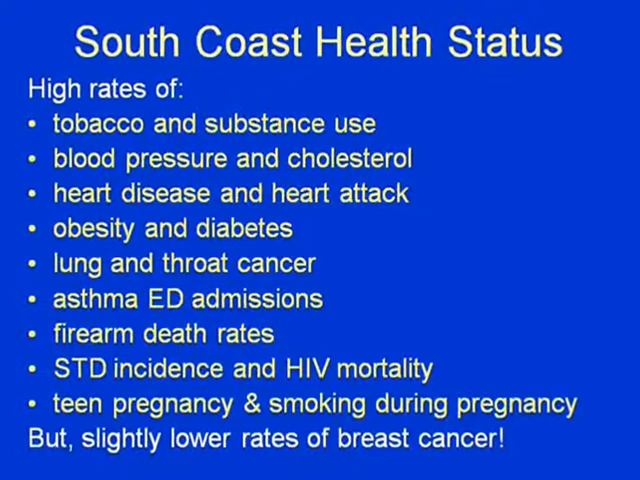 South Coast Health Status
High rates of:
• tobacco and substance use
• blood pressure and cholesterol
• heart disease and heart attack
• obesity and diabetes
• lung and throat cancer
• asthma ED admissions
• firearm death rates
• STD incidence and HIV mortality
• teen pregnancy & smoking during pregnancy
But, slightly lower rates of breast cancer!